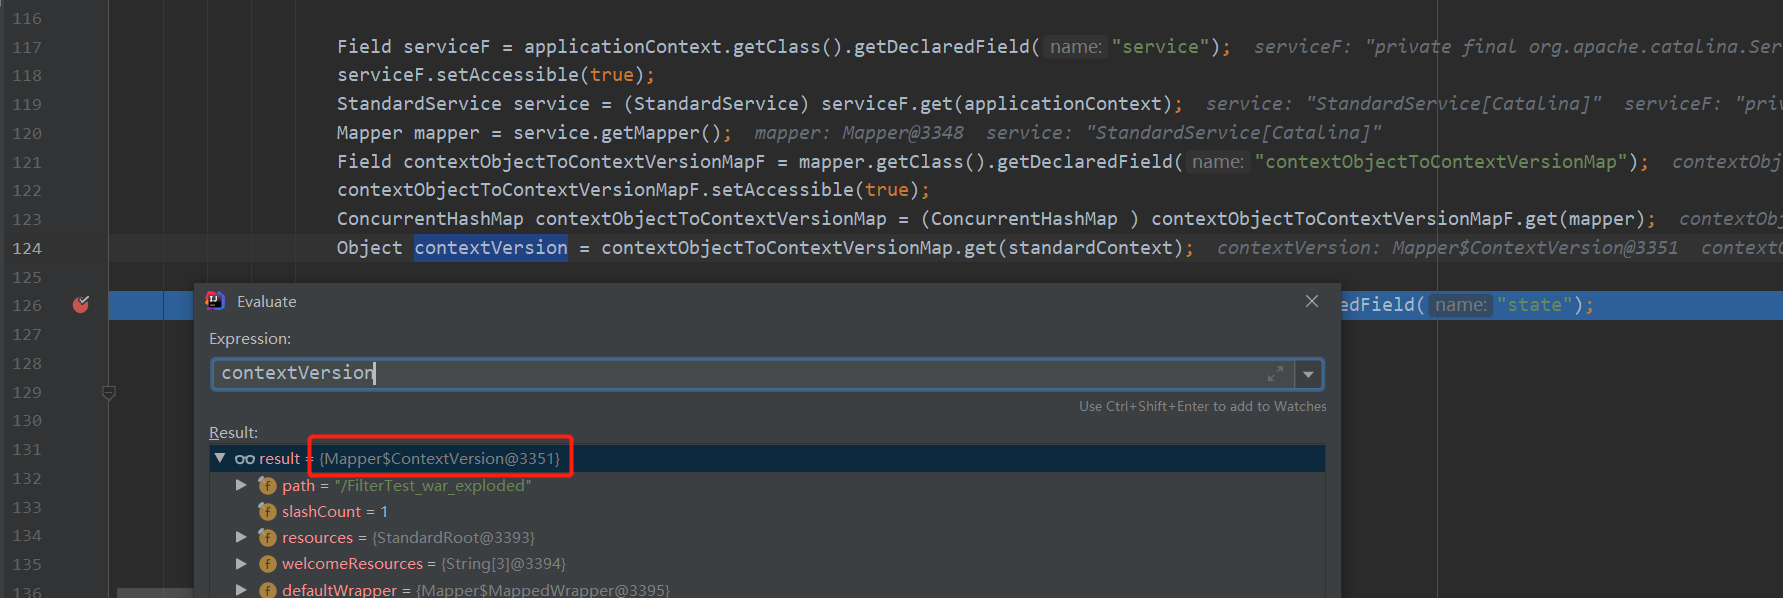 116
117 Field serviceF = applicationContext.getClass().getDeclaredField( name: "service"); serviceF: "private final org.apache.catalina.Ser
118 serviceF.setAccessible(true);
119 StandardService service = (StandardService) serviceF.get(applicationContext); service: "StandardService[Catalina]" serviceF: "priv
120 Mapper mapper = service.getMapper(); mapper: Mapper@3348 service: "StandardService[Catalina]"
121 Field contextObjectToContextVersionMapF = mapper.getClass().getDeclaredField( name: "contextObjectToContextVersionMap"); contextObj
122 contextObjectToContextVersionMapF.setAccessible(true);
123 ConcurrentHashMap contextObjectToContextVersionMap = (ConcurrentHashMap ) contextObjectToContextVersionMapF.get(mapper); contextObj
124 Object contextVersion = contextObjectToContextVersionMap.get(standardContext); contextVersion: Mapper$ContextVersion@3351 contextO
125
126 edField( name: "state");
Evaluate
127
Expression:
128
contextVersion
129
Use Ctrl+Shift+Enter to add to Watches
130
Result:
131
result = {Mapper$ContextVersion@3351}
132
path = "/FilterTest_war_exploded"
133
slashCount = 1
134
resources = {StandardRoot@3393}
135
welcomeResources = {String[3]@3394}
136
defaultWrapper = {Mapper$MappedWrapper@3395}